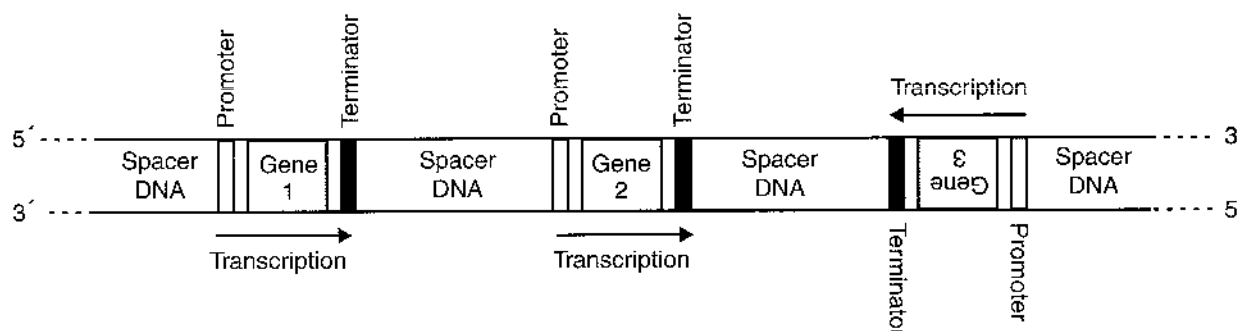 Promoter
Terminator
Promoter
Terminator
Transcription
5´
3
Spacer
DNA
Gene
1
Spacer
DNA
Gene
2
Spacer
DNA
Gene
3
Spacer
DNA
3´
5
Transcription
Transcription
Terminator
Promoter